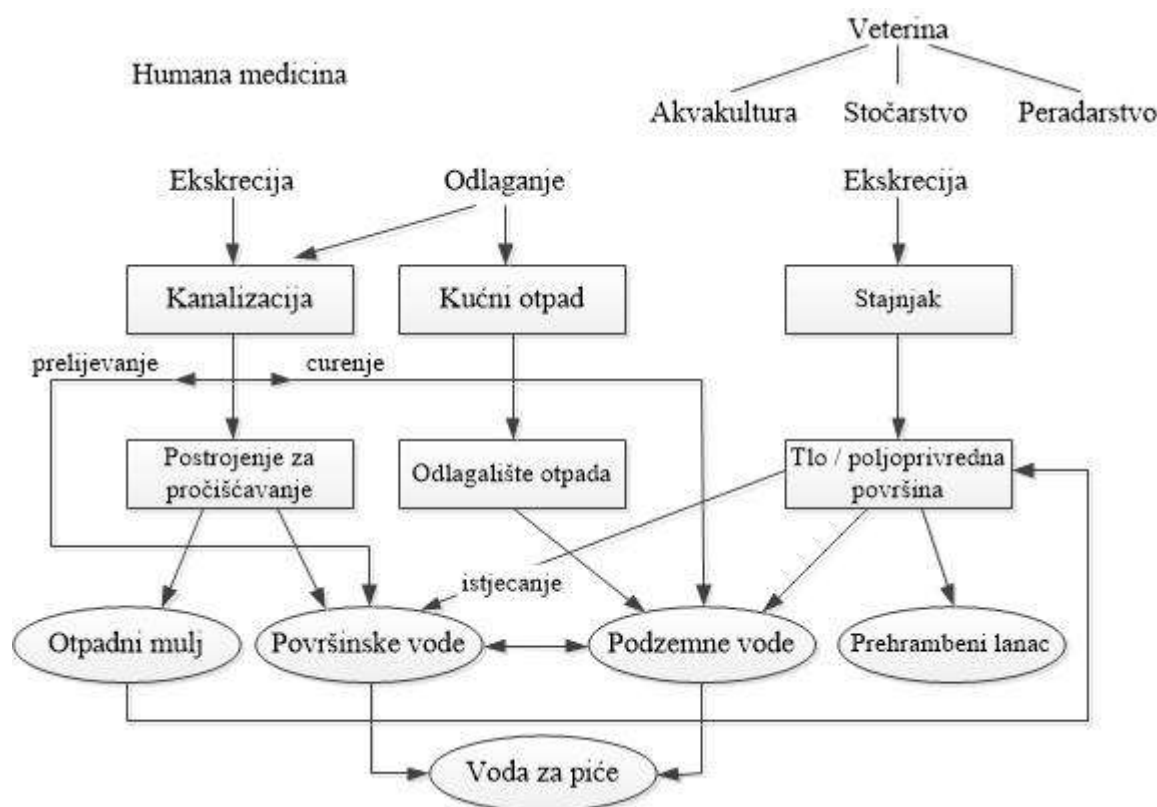 Veterina
Humana medicina
Akvakultura Stočarstvo Peradarstvo
Ekskrecija Odlaganje Ekskrecija
Kanalizacija Kućni otpad Stajnjak
prelijevanje curenje
Postrojenje za
pročišćavanje
Odlagalište otpada
Tlo / poljoprivredna
površina
istjecanje
Otpadni mulj Površinske vode Podzemne vode Prehrambeni lanac
Voda za piće